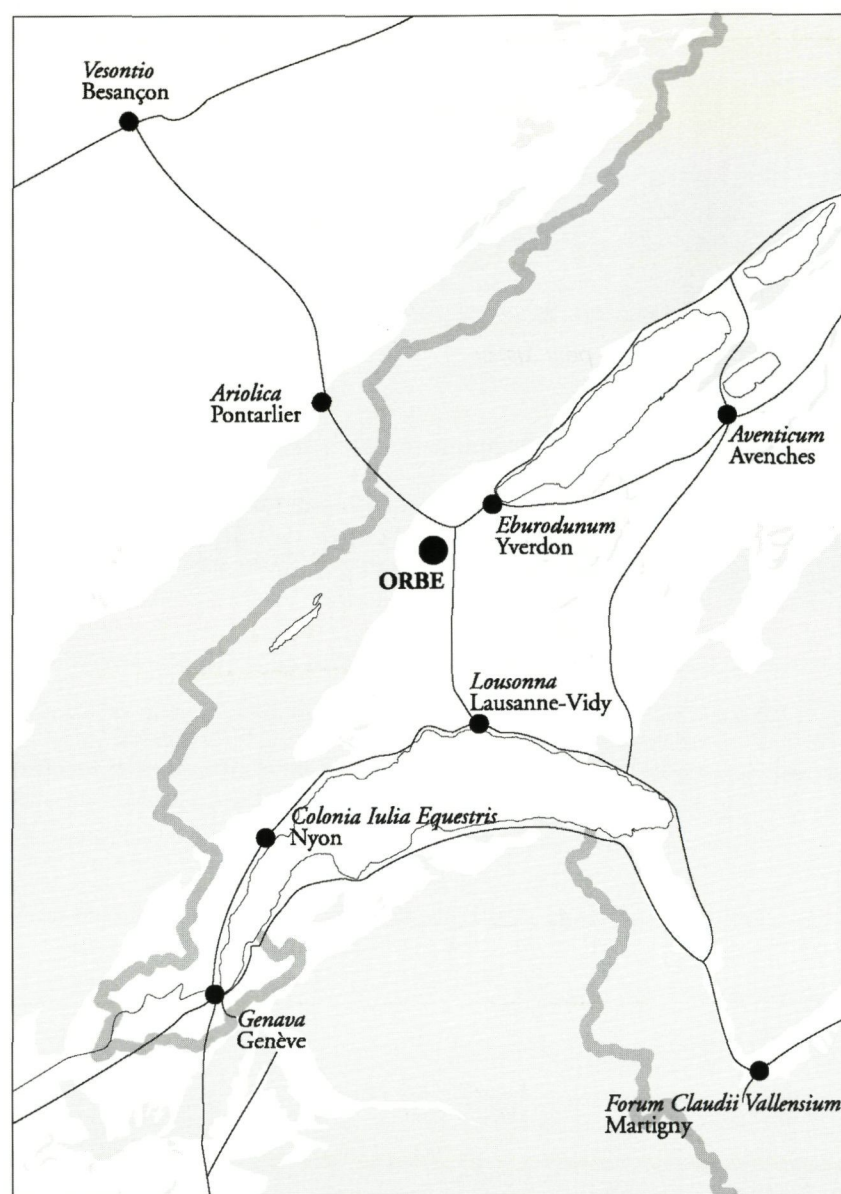 Vesontio
Besançon
Ariolica
Pontarlier
Aventicum
Avenches
Eburodunum
Yverdon
ORBE
Lousonna
Lausanne-Vidy
Colonia Iulia Equestris
Nyon
Genava
Genève
Forum Claudii Vallensium
Martigny